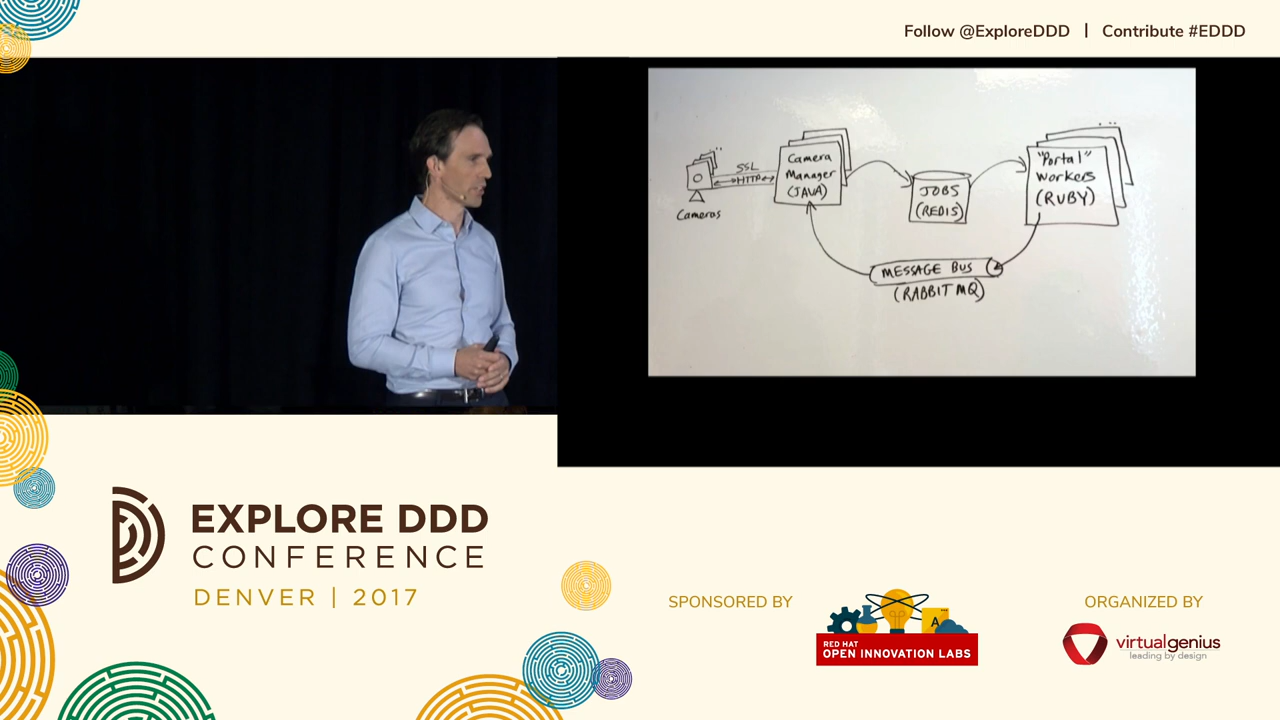 Follow @ExploreDDD | Contribute #EDDD
SSL
HTTP
Cameras
Camera
Manager
(JAVA)
JOBS
(REDIS)
"Portal"
Workers
(RUBY)
MESSAGE BUS
(RABBIT MQ)
EXPLORE DDD
CONFERENCE
DENVER | 2017
SPONSORED BY
A
RED HAT
OPEN INNOVATION LABS
ORGANIZED BY
virtualgenius
leading by design